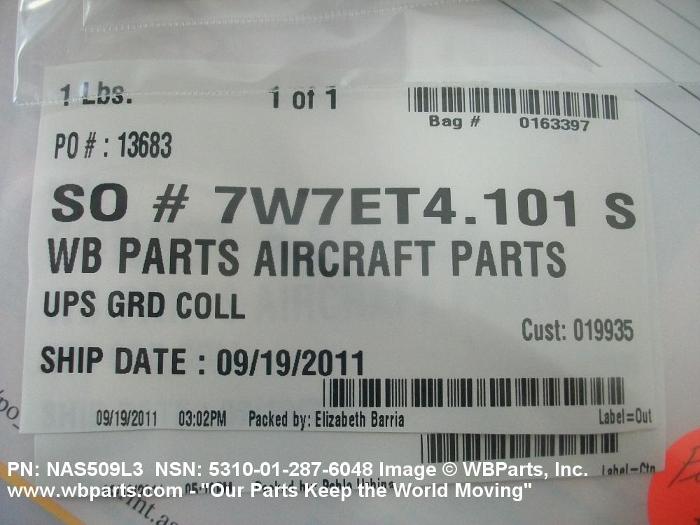 1 Lbs. 1 of 1
Bag # 0163397
PO # : 13683
SO # 7W7ET4.101 S
WB PARTS AIRCRAFT PARTS
UPS GRD COLL
Cust: 019935
SHIP DATE : 09/19/2011
09/19/2011 03:02PM Packed by: Elizabeth Barria Label=Out
PN: NAS509L3 NSN: 5310-01-287-6048 Image © WBParts, Inc.
www.wbparts.com - "Our Parts Keep the World Moving"